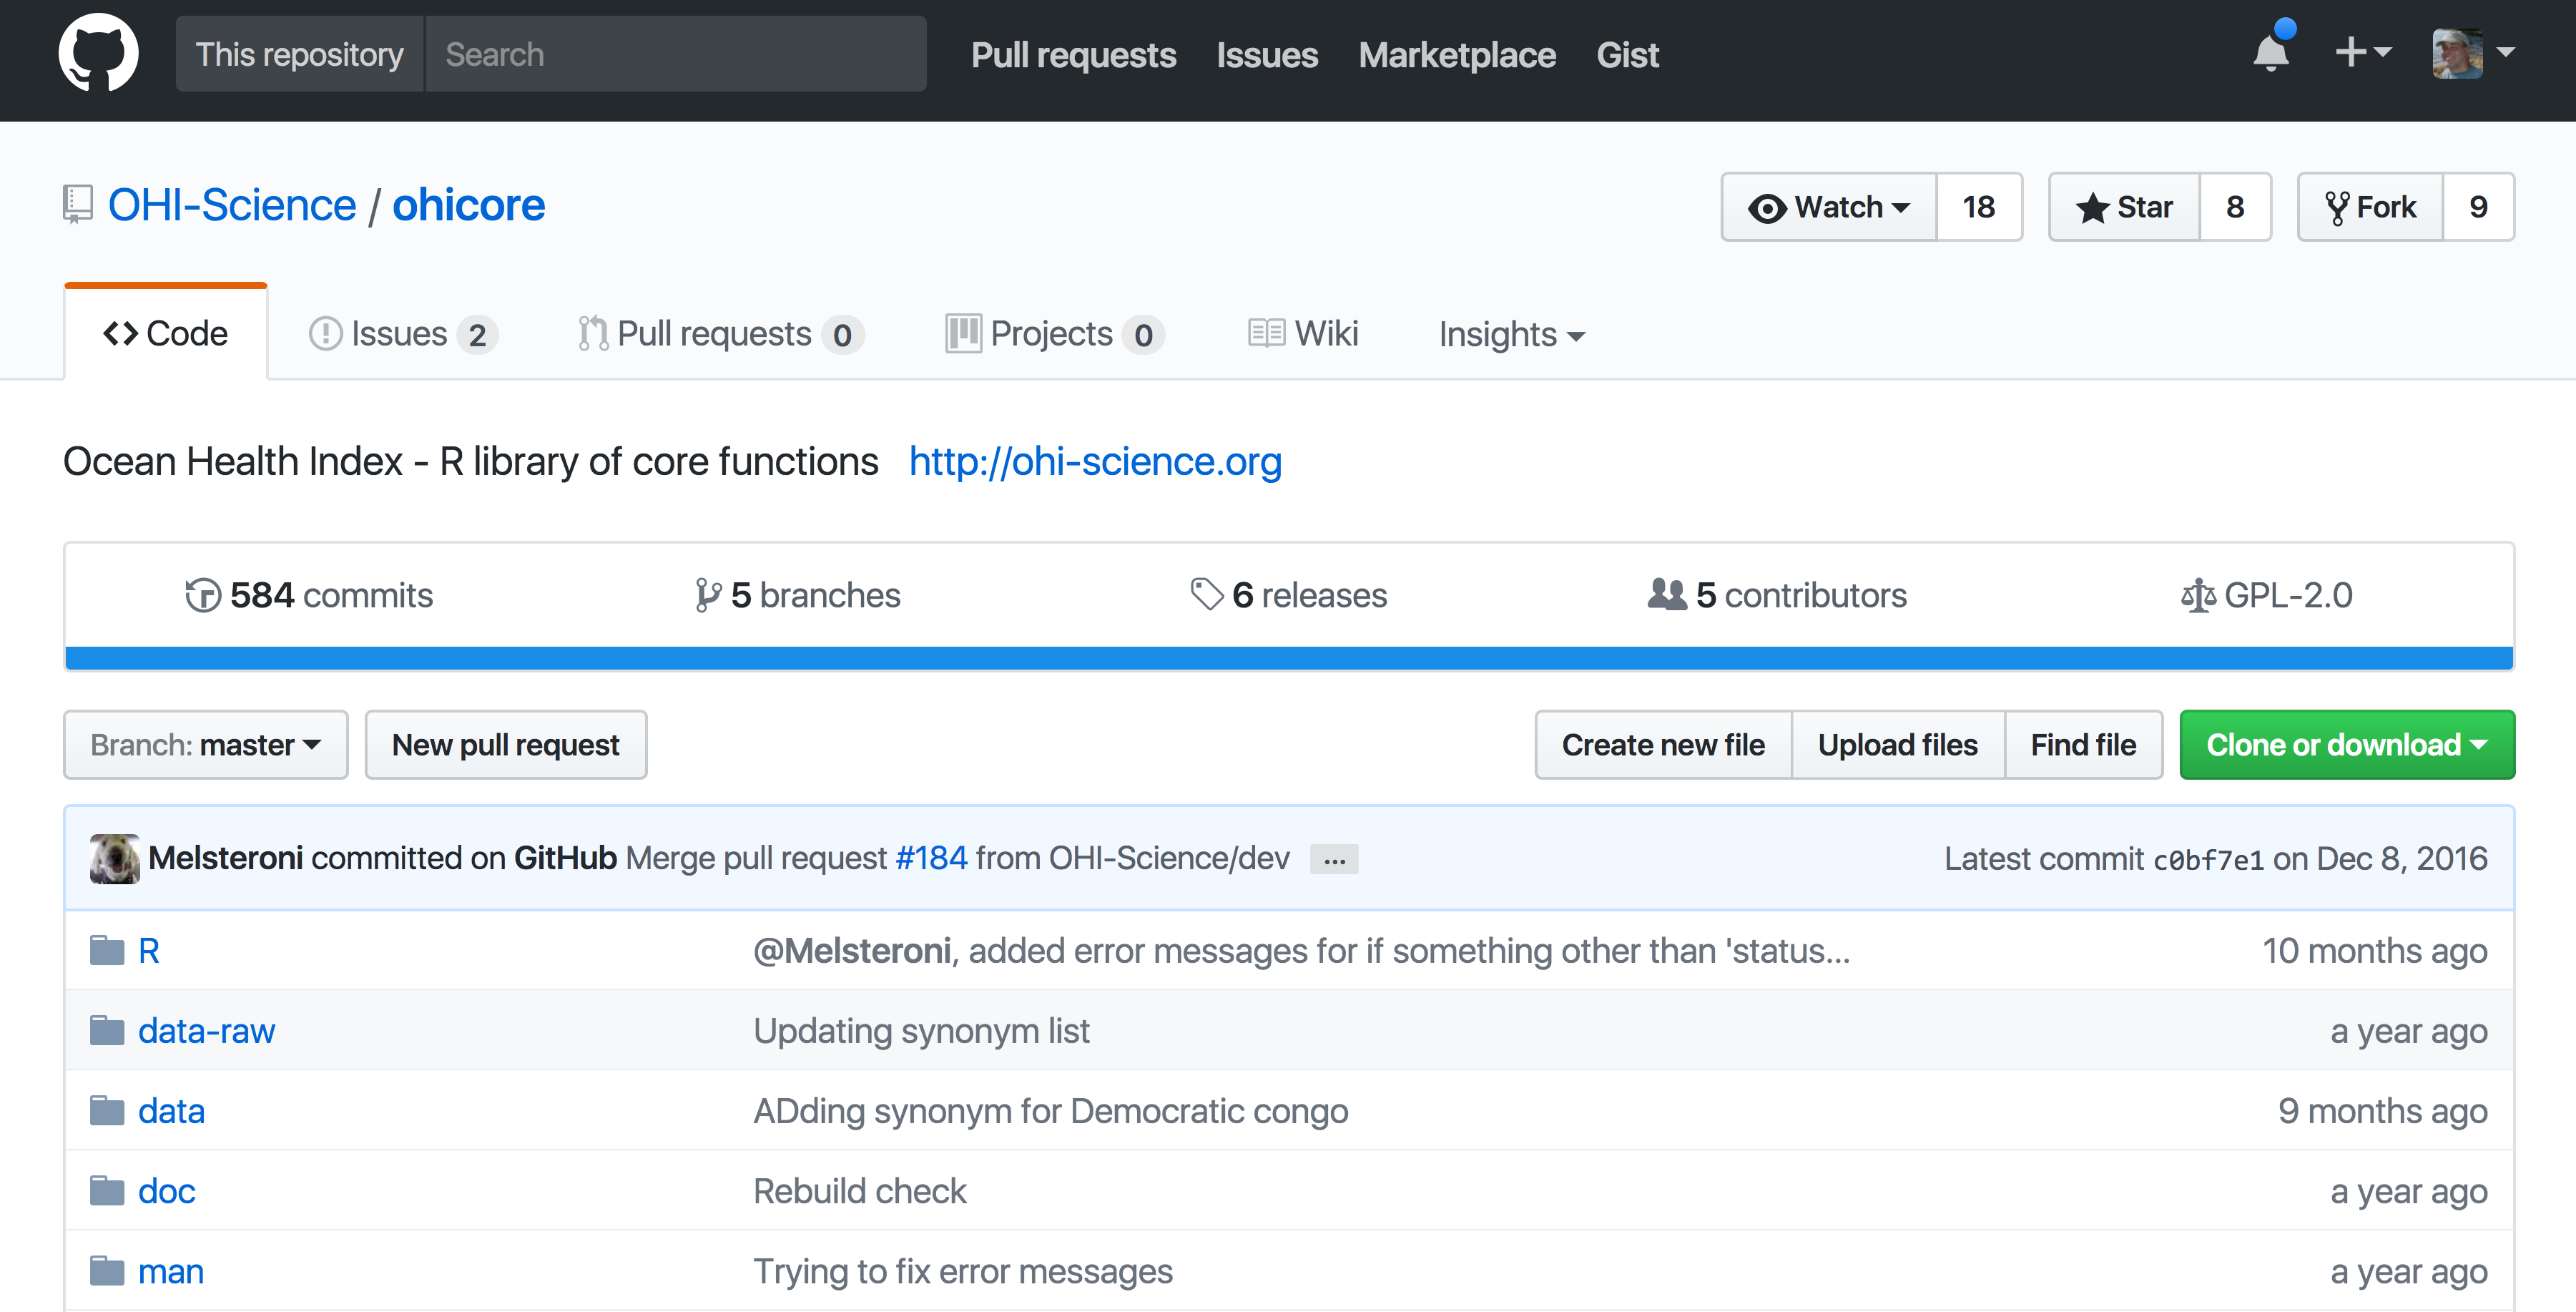 This repository Search Pull requests Issues Marketplace Gist
OHI-Science / ohicore Watch 18 Star 8 Fork 9
Code Issues 2 Pull requests 0 Projects 0 Wiki Insights
Ocean Health Index - R library of core functions http://ohi-science.org
584 commits 5 branches 6 releases 5 contributors GPL-2.0
Branch: master New pull request Create new file Upload files Find file Clone or download
Melsteroni committed on GitHub Merge pull request #184 from OHI-Science/dev ... Latest commit c0bf7e1 on Dec 8, 2016
R @Melsteroni, added error messages for if something other than 'status... 10 months ago
data-raw Updating synonym list a year ago
data ADding synonym for Democratic congo 9 months ago
doc Rebuild check a year ago
man Trying to fix error messages a year ago